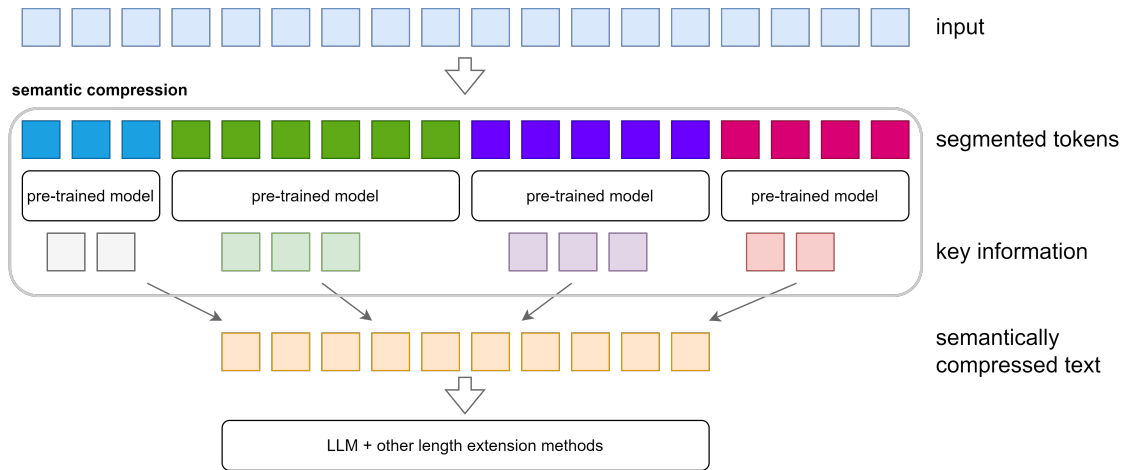 input
semantic compression
segmented tokens
pre-trained model
pre-trained model
pre-trained model
pre-trained model
key information
semantically
compressed text
LLM + other length extension methods